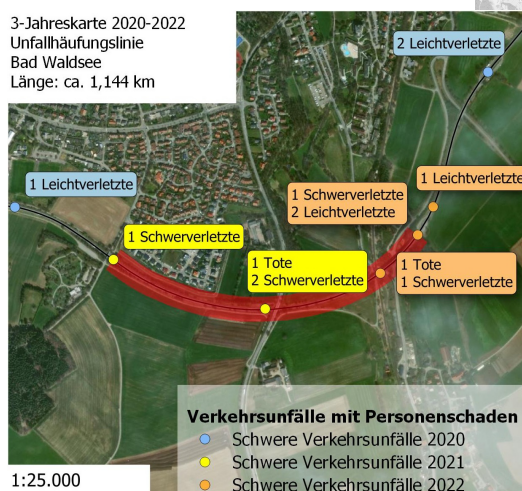 3-Jahreskarte 2020-2022
Unfallhäufungslinie
Bad Waldsee
Länge: ca. 1,144 km
2 Leichtverletzte
1 Leichtverletzte
1 Leichtverletzte
1 Schwerverletzte
2 Leichtverletzte
1 Schwerverletzte
1 Tote
2 Schwerverletzte
1 Tote
1 Schwerverletzte
Verkehrsunfälle mit Personenschaden
Schwere Verkehrsunfälle 2020
Schwere Verkehrsunfälle 2021
Schwere Verkehrsunfälle 2022
1:25.000